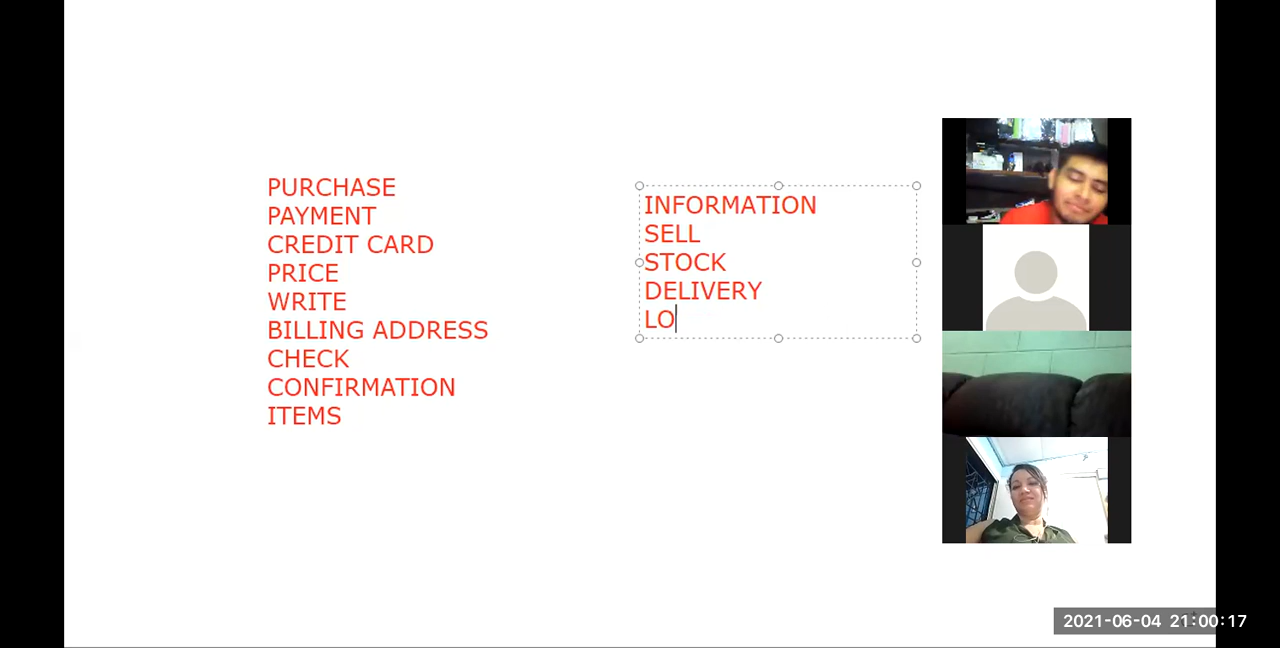 PURCHASE
PAYMENT
CREDIT CARD
PRICE
WRITE
BILLING ADDRESS
CHECK
CONFIRMATION
ITEMS
INFORMATION
SELL
STOCK
DELIVERY
LO
2021-06-04 21:00:17